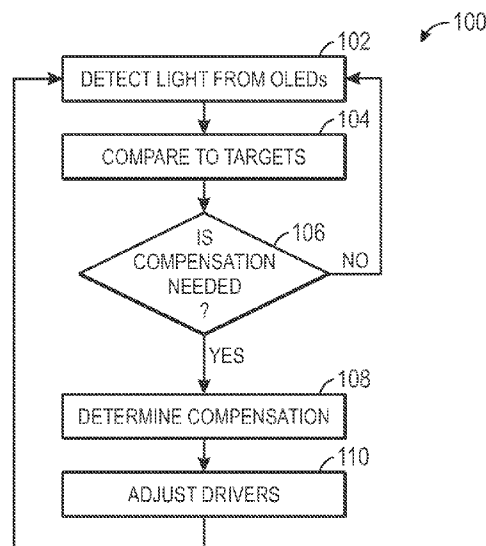 100
102
DETECT LIGHT FROM OLEDs
104
COMPARE TO TARGETS
106
IS
COMPENSATION
NEEDED
?
NO
YES
108
DETERMINE COMPENSATION
110
ADJUST DRIVERS